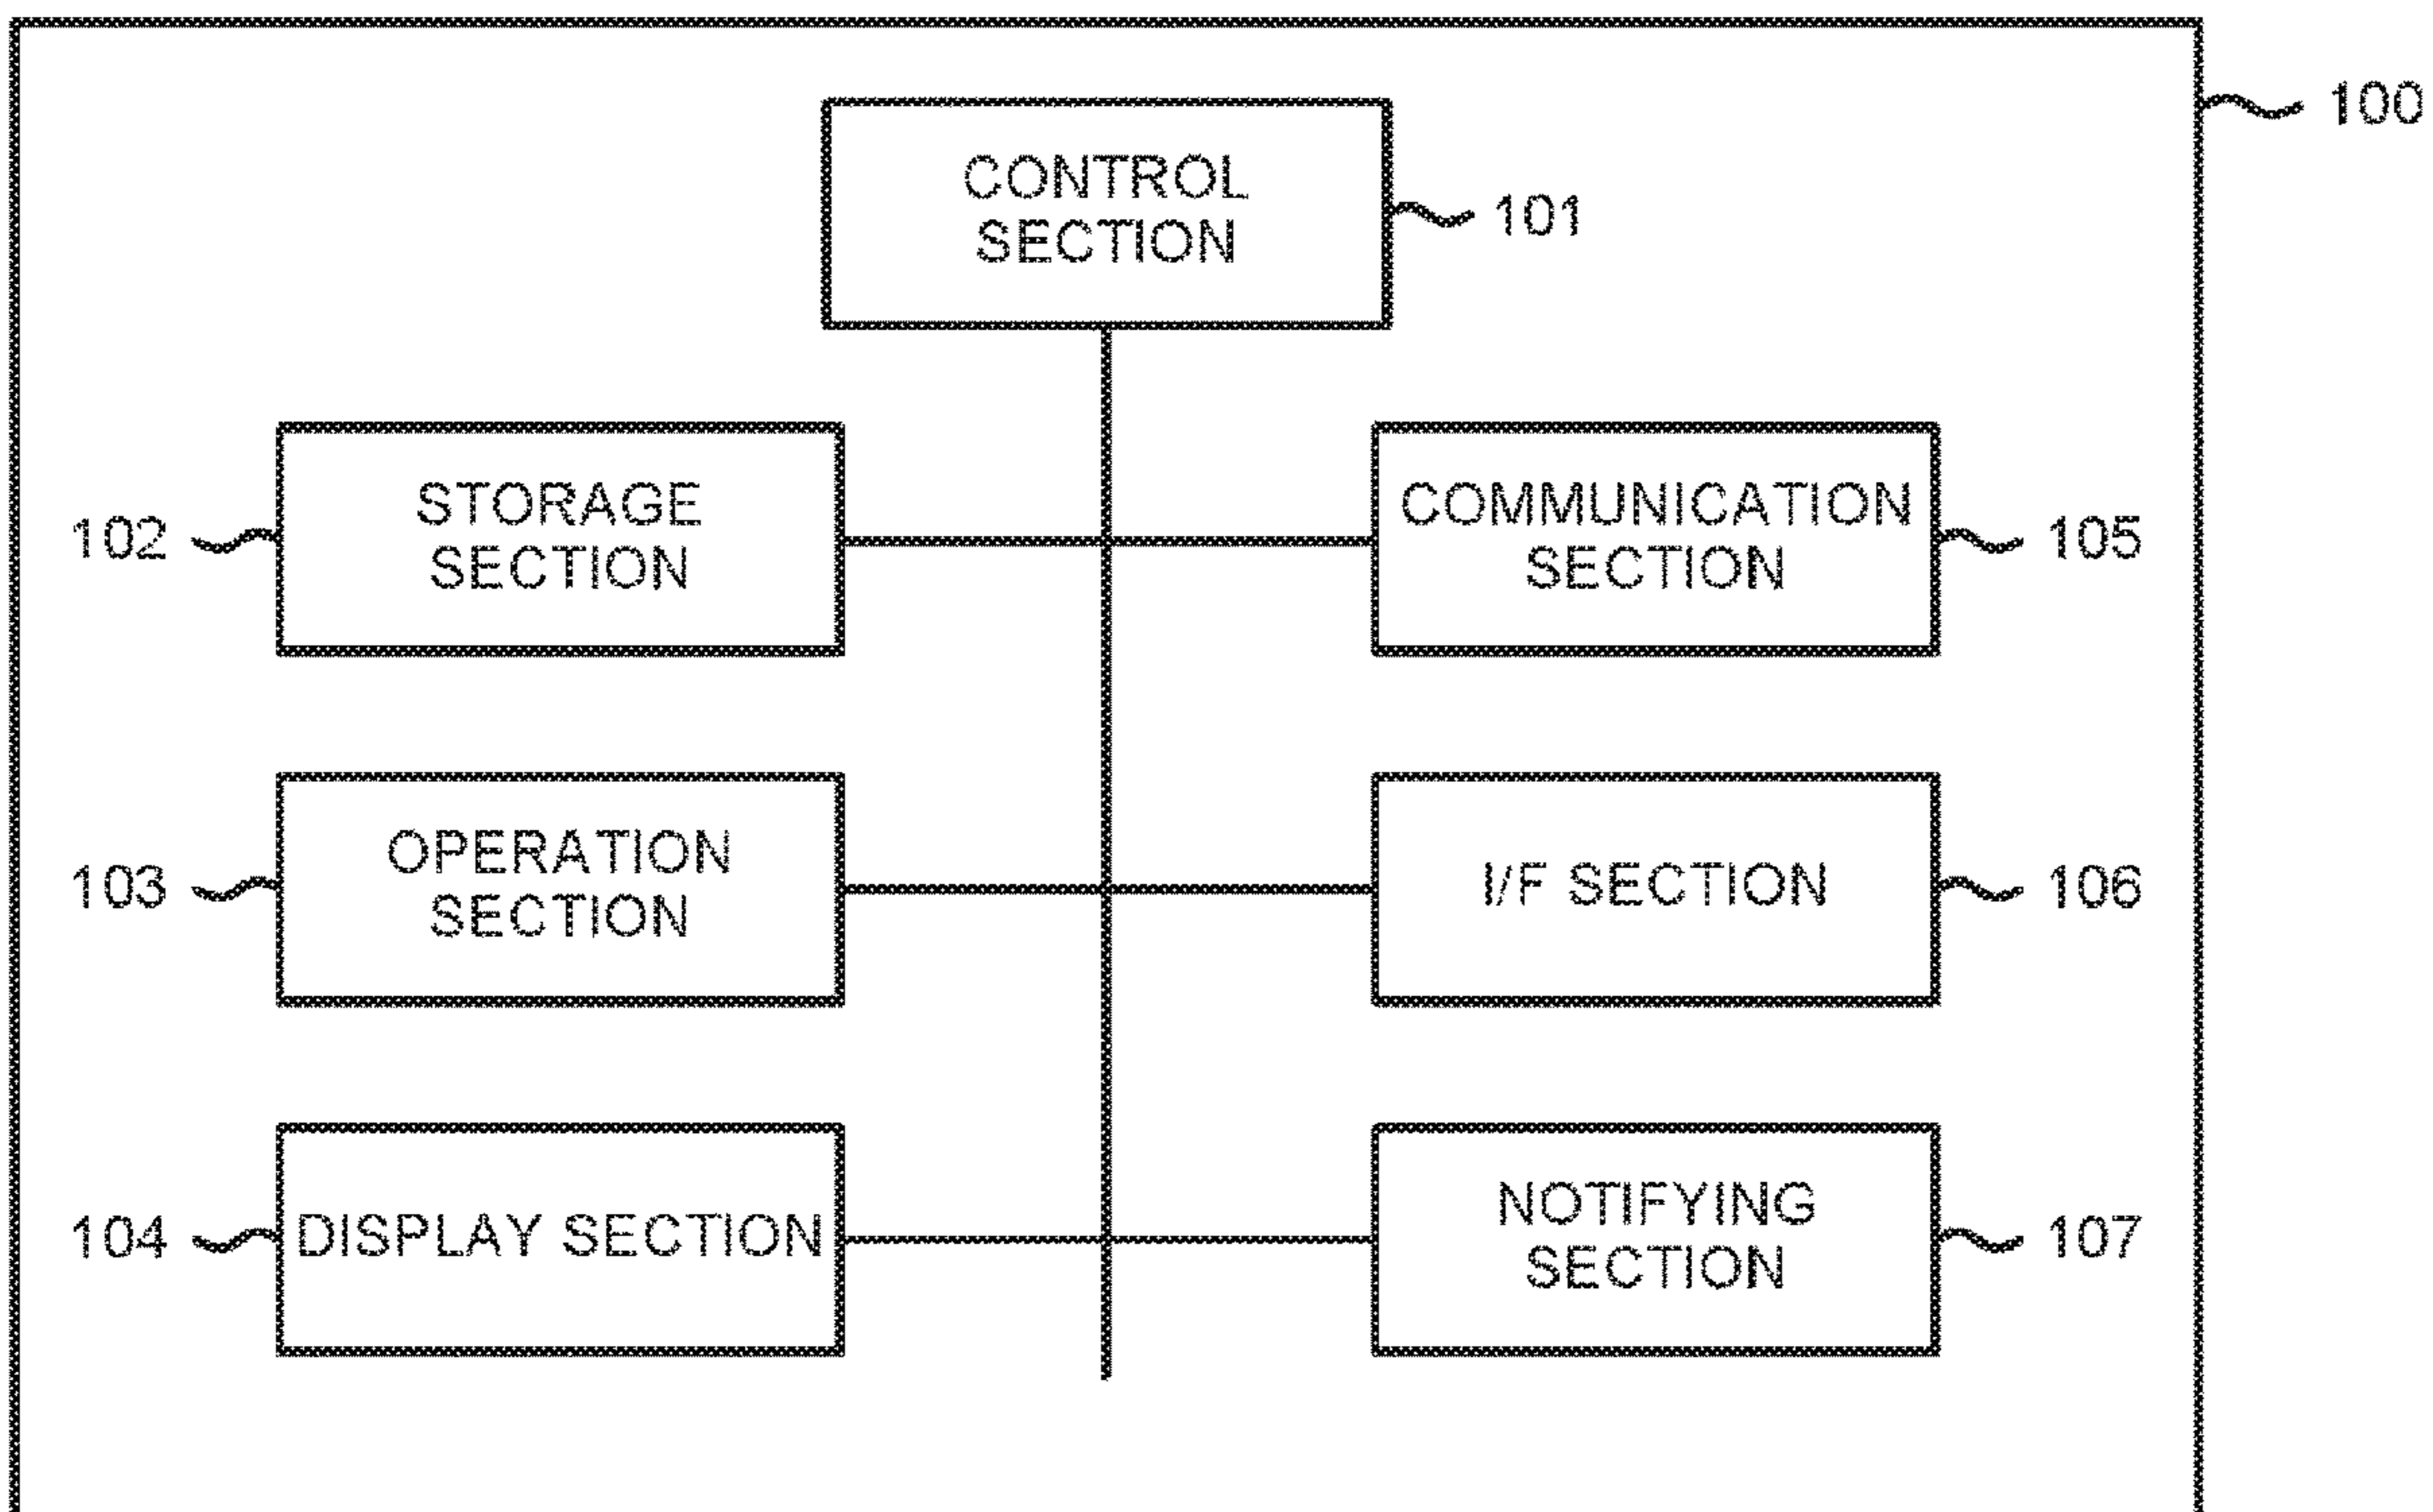 100
CONTROL
SECTION
101
STORAGE
SECTION
102
COMMUNICATION
SECTION
105
OPERATION
SECTION
103
I/F SECTION
106
DISPLAY SECTION
104
NOTIFYING
SECTION
107